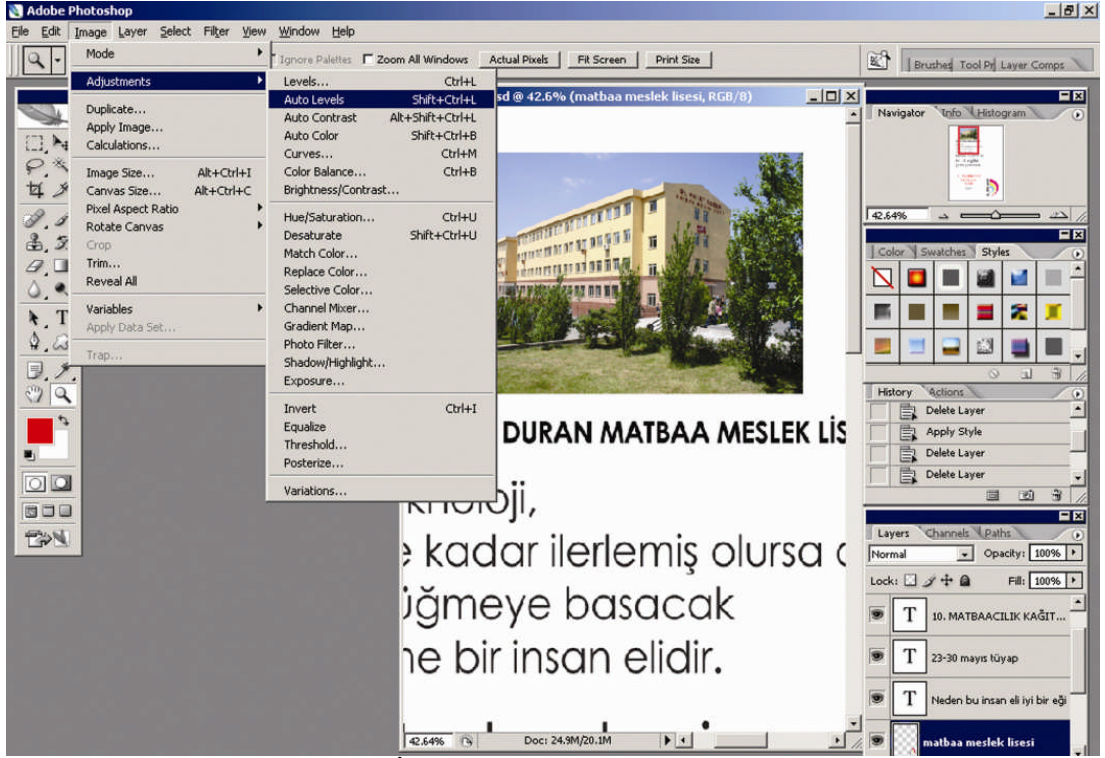 Adobe Photoshop
File Edit Image Layer Select Filter View Window Help
Ignore Palettes Zoom All Windows Actual Pixels Fit Screen Print Size
Brushes Tool Pr Layer Comps
Mode
Adjustments
Duplicate...
Apply Image...
Calculations...
Image Size... Alt+Ctrl+I
Canvas Size... Alt+Ctrl+C
Pixel Aspect Ratio
Rotate Canvas
Crop
Trim...
Reveal All
Variables
Apply Data Set...
Trap...
Levels... Ctrl+L
Auto Levels Shift+Ctrl+L
Auto Contrast Alt+Shift+Ctrl+L
Auto Color Shift+Ctrl+B
Curves... Ctrl+M
Color Balance... Ctrl+B
Brightness/Contrast...
Hue/Saturation... Ctrl+U
Desaturate Shift+Ctrl+U
Match Color...
Replace Color...
Selective Color...
Channel Mixer...
Gradient Map...
Photo Filter...
Shadow/Highlight...
Exposure...
Invert Ctrl+I
Equalize
Threshold...
Posterize...
Variations...
sd @ 42.6% (matbaa meslek lisesi, RGB/8)
DURAN MATBAA MESLEK LİS
knoloji,
e kadar ilerlemiş olursa o
üğmeye basacak
ne bir insan elidir.
42.64% Doc: 24.9M/20.1M
Navigator Info Histogram
42.64%
Color Swatches Styles
History Actions
Delete Layer
Apply Style
Delete Layer
Delete Layer
Layers Channels Paths
Normal Opacity: 100%
Lock: Fill: 100%
T 10. MATBAACILIK KAĞIT...
T 23-30 mayıs tüyap
T Neden bu insan eli iyi bir eği
matbaa meslek lisesi